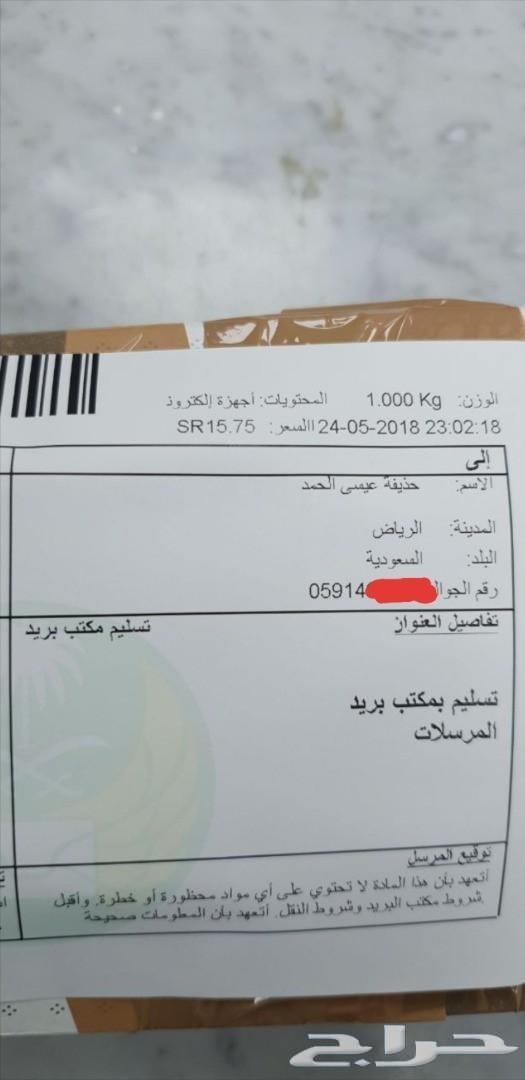 الوزن: 1.000 Kg المحتويات: أجهزة إلكترونـ
24-05-2018 23:02:18 السعر: SR15.75
إلى
الاسم: حذيفة عيسى الحمد
المدينة: الرياض
البلد: السعودية
رقم الجوال 05914
تفاصيل العنوان تسليم مكتب بريد
تسليم بمكتب بريد
المرسلات
توقيع المرسل
أتعهد بأن هذا المادة لا تحتوي على أي مواد محظورة أو خطرة. وأقبل
شروط مكتب البريد وشروط النقل. أتعهد بأن المعلومات صحيحة
حراج